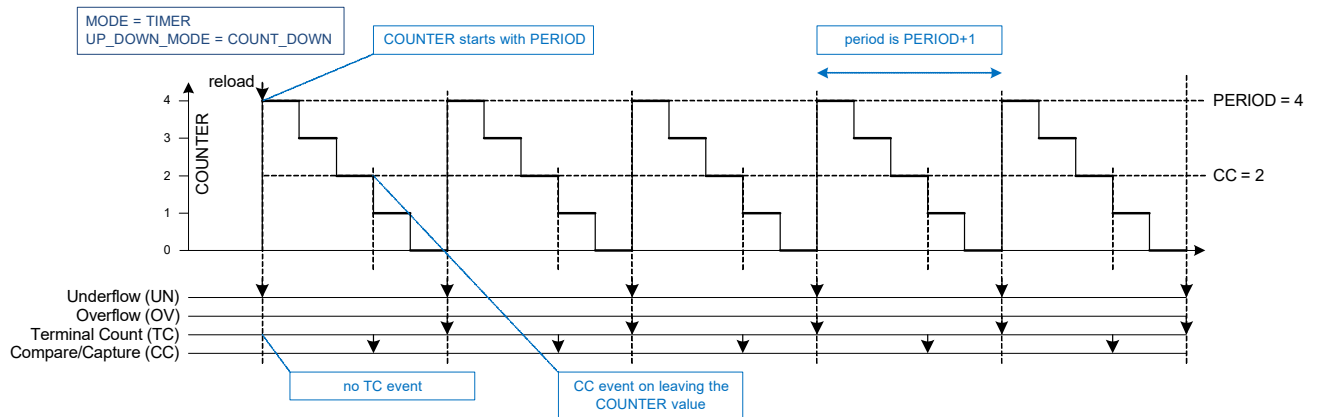 MODE = TIMER
UP_DOWN_MODE = COUNT_DOWN
COUNTER starts with PERIOD
period is PERIOD+1
reload
4
3
2
1
0
COUNTER
PERIOD = 4
CC = 2
Underflow (UN)
Overflow (OV)
Terminal Count (TC)
Compare/Capture (CC)
no TC event
CC event on leaving the
COUNTER value